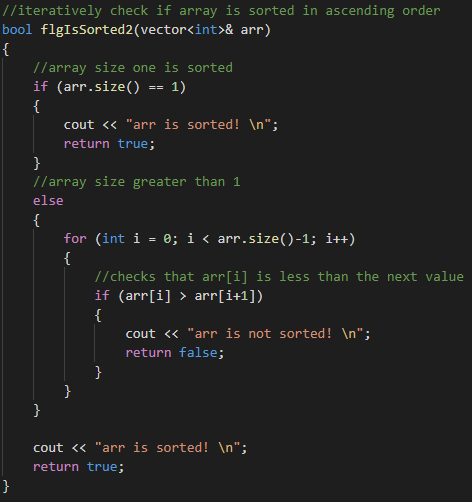 //iteratively check if array is sorted in ascending order
bool flgIsSorted2(vector<int>& arr)
{
    //array size one is sorted
    if (arr.size() == 1)
    {
        cout << "arr is sorted! \n";
        return true;
    }
    //array size greater than 1
    else
    {
        for (int i = 0; i < arr.size()-1; i++)
        {
            //checks that arr[i] is less than the next value
            if (arr[i] > arr[i+1])
            {
                cout << "arr is not sorted! \n";
                return false;
            }
        }
    }

    cout << "arr is sorted! \n";
    return true;
}